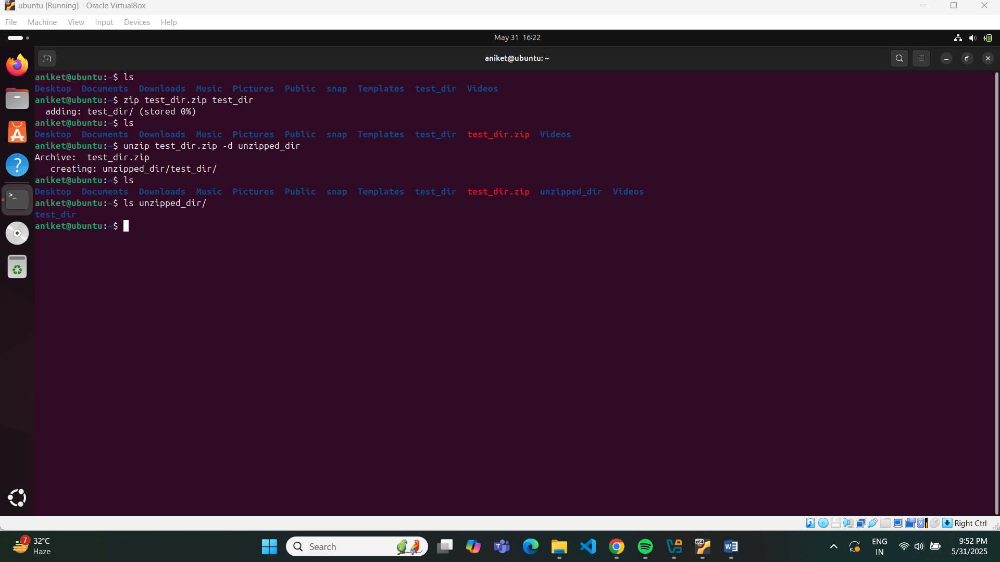 ubuntu [Running] - Oracle VirtualBox
File Machine View Input Devices Help
May 31 16:22
aniket@ubuntu: ~
aniket@ubuntu:~$ ls
Desktop Documents Downloads Music Pictures Public snap Templates test_dir Videos
aniket@ubuntu:~$ zip test_dir.zip test_dir
  adding: test_dir/ (stored 0%)
aniket@ubuntu:~$ ls
Desktop Documents Downloads Music Pictures Public snap Templates test_dir test_dir.zip Videos
aniket@ubuntu:~$ unzip test_dir.zip -d unzipped_dir
Archive:  test_dir.zip
   creating: unzipped_dir/test_dir/
aniket@ubuntu:~$ ls
Desktop Documents Downloads Music Pictures Public snap Templates test_dir test_dir.zip unzipped_dir Videos
aniket@ubuntu:~$ ls unzipped_dir/
test_dir
aniket@ubuntu:~$
Right Ctrl
7
32°C
Haze
Search
ENG
IN
9:52 PM
5/31/2025